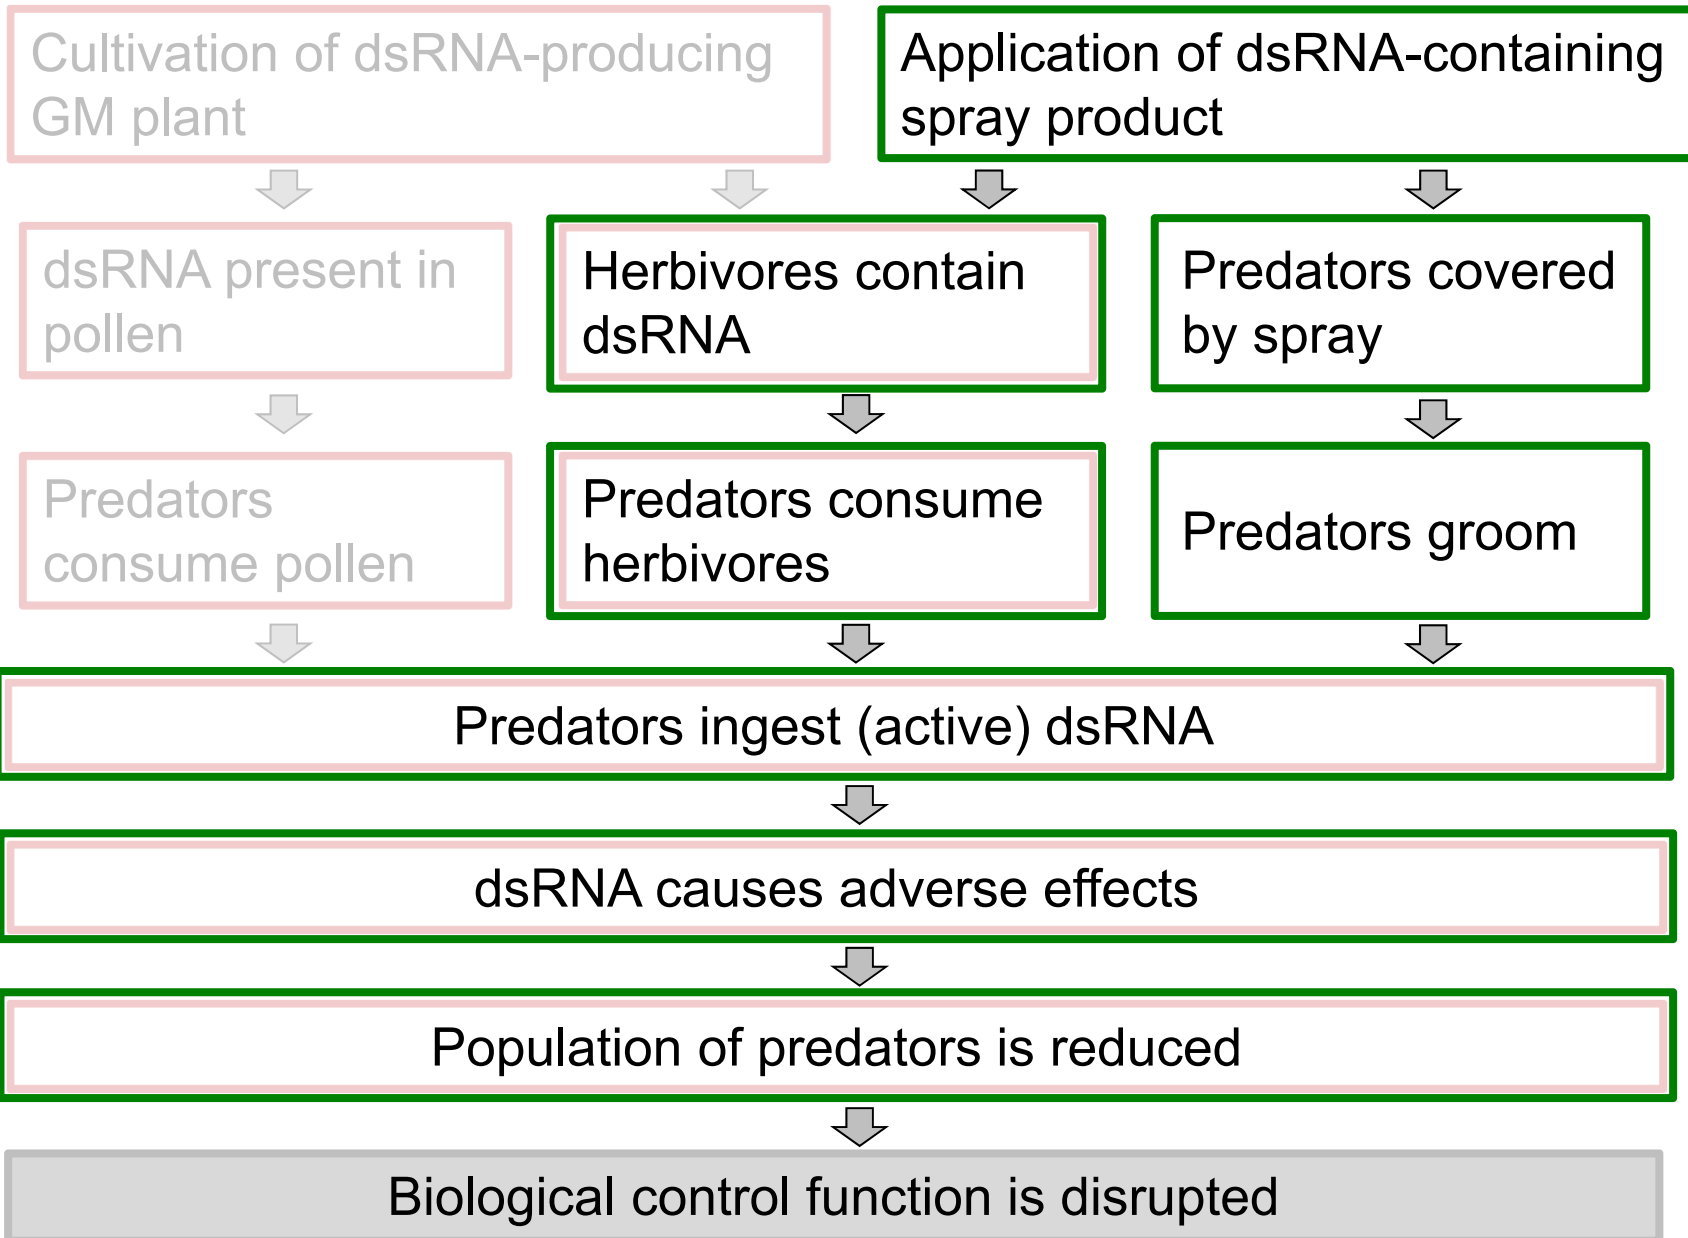 Cultivation of dsRNA-producing
GM plant
Application of dsRNA-containing
spray product
dsRNA present in
pollen
Herbivores contain
dsRNA
Predators covered
by spray
Predators
consume pollen
Predators consume
herbivores
Predators groom
Predators ingest (active) dsRNA
dsRNA causes adverse effects
Population of predators is reduced
Biological control function is disrupted